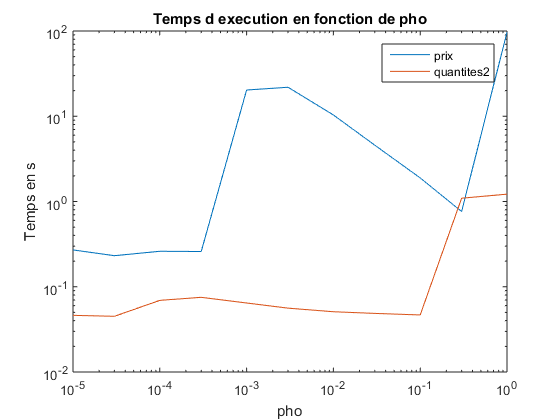 Temps d execution en fonction de pho
prix
quantites2
Temps en s
10^2
10^1
10^0
10^-1
10^-2
10^-5
10^-4
10^-3
10^-2
10^-1
10^0
pho